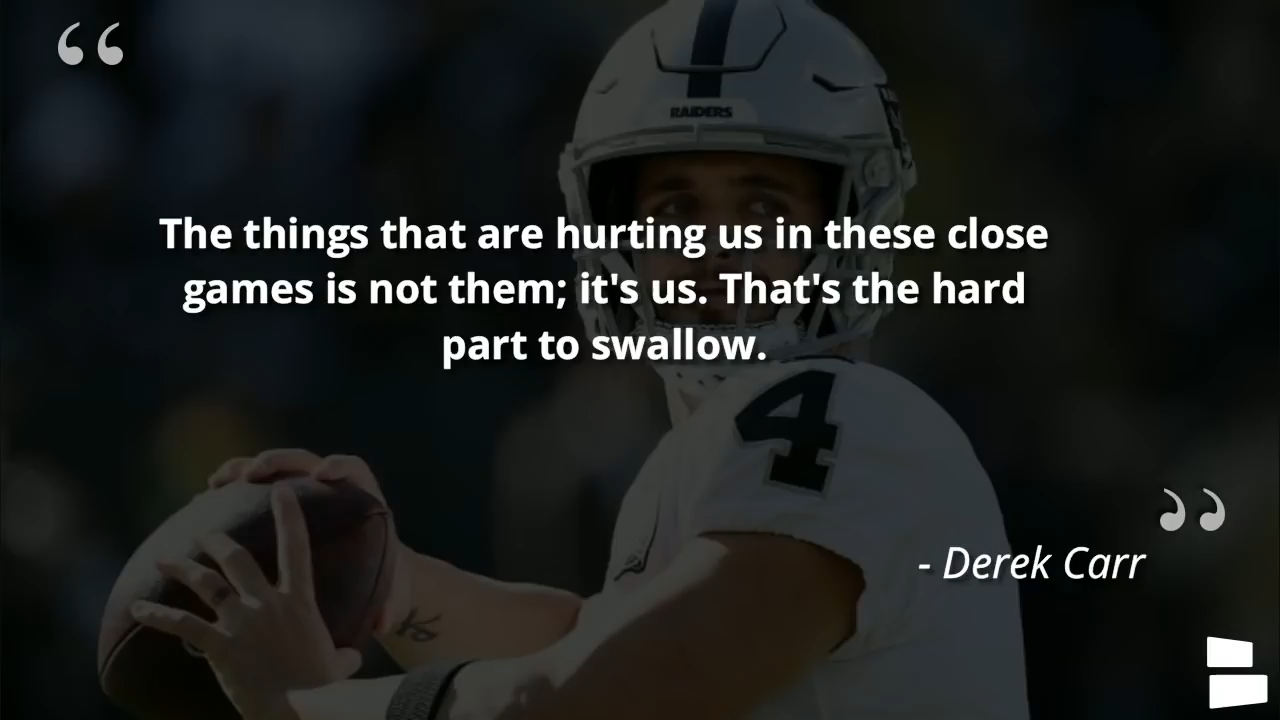 “
RAIDERS
The things that are hurting us in these close
games is not them; it's us. That's the hard
part to swallow.
4
”
- Derek Carr